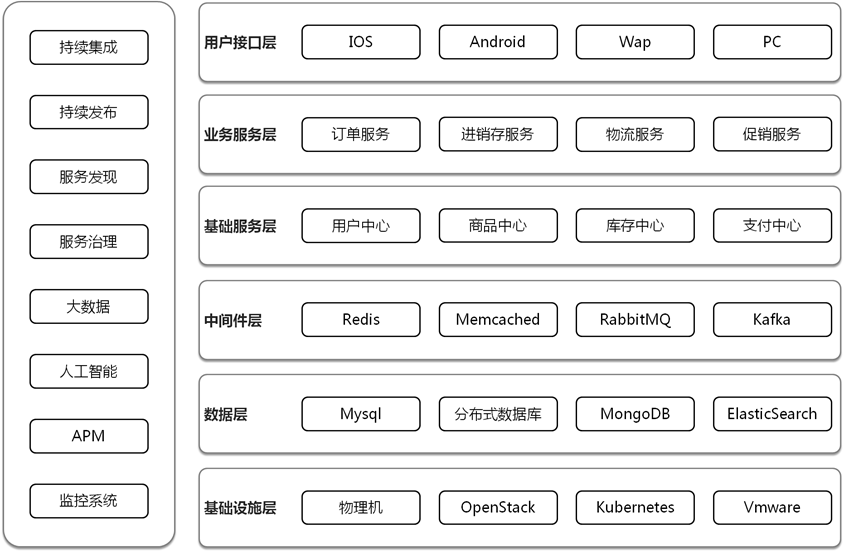 持续集成
持续发布
服务发现
服务治理
大数据
人工智能
APM
监控系统
用户接口层 IOS Android Wap PC
业务服务层 订单服务 进销存服务 物流服务 促销服务
基础服务层 用户中心 商品中心 库存中心 支付中心
中间件层 Redis Memcached RabbitMQ Kafka
数据层 Mysql 分布式数据库 MongoDB ElasticSearch
基础设施层 物理机 OpenStack Kubernetes Vmware